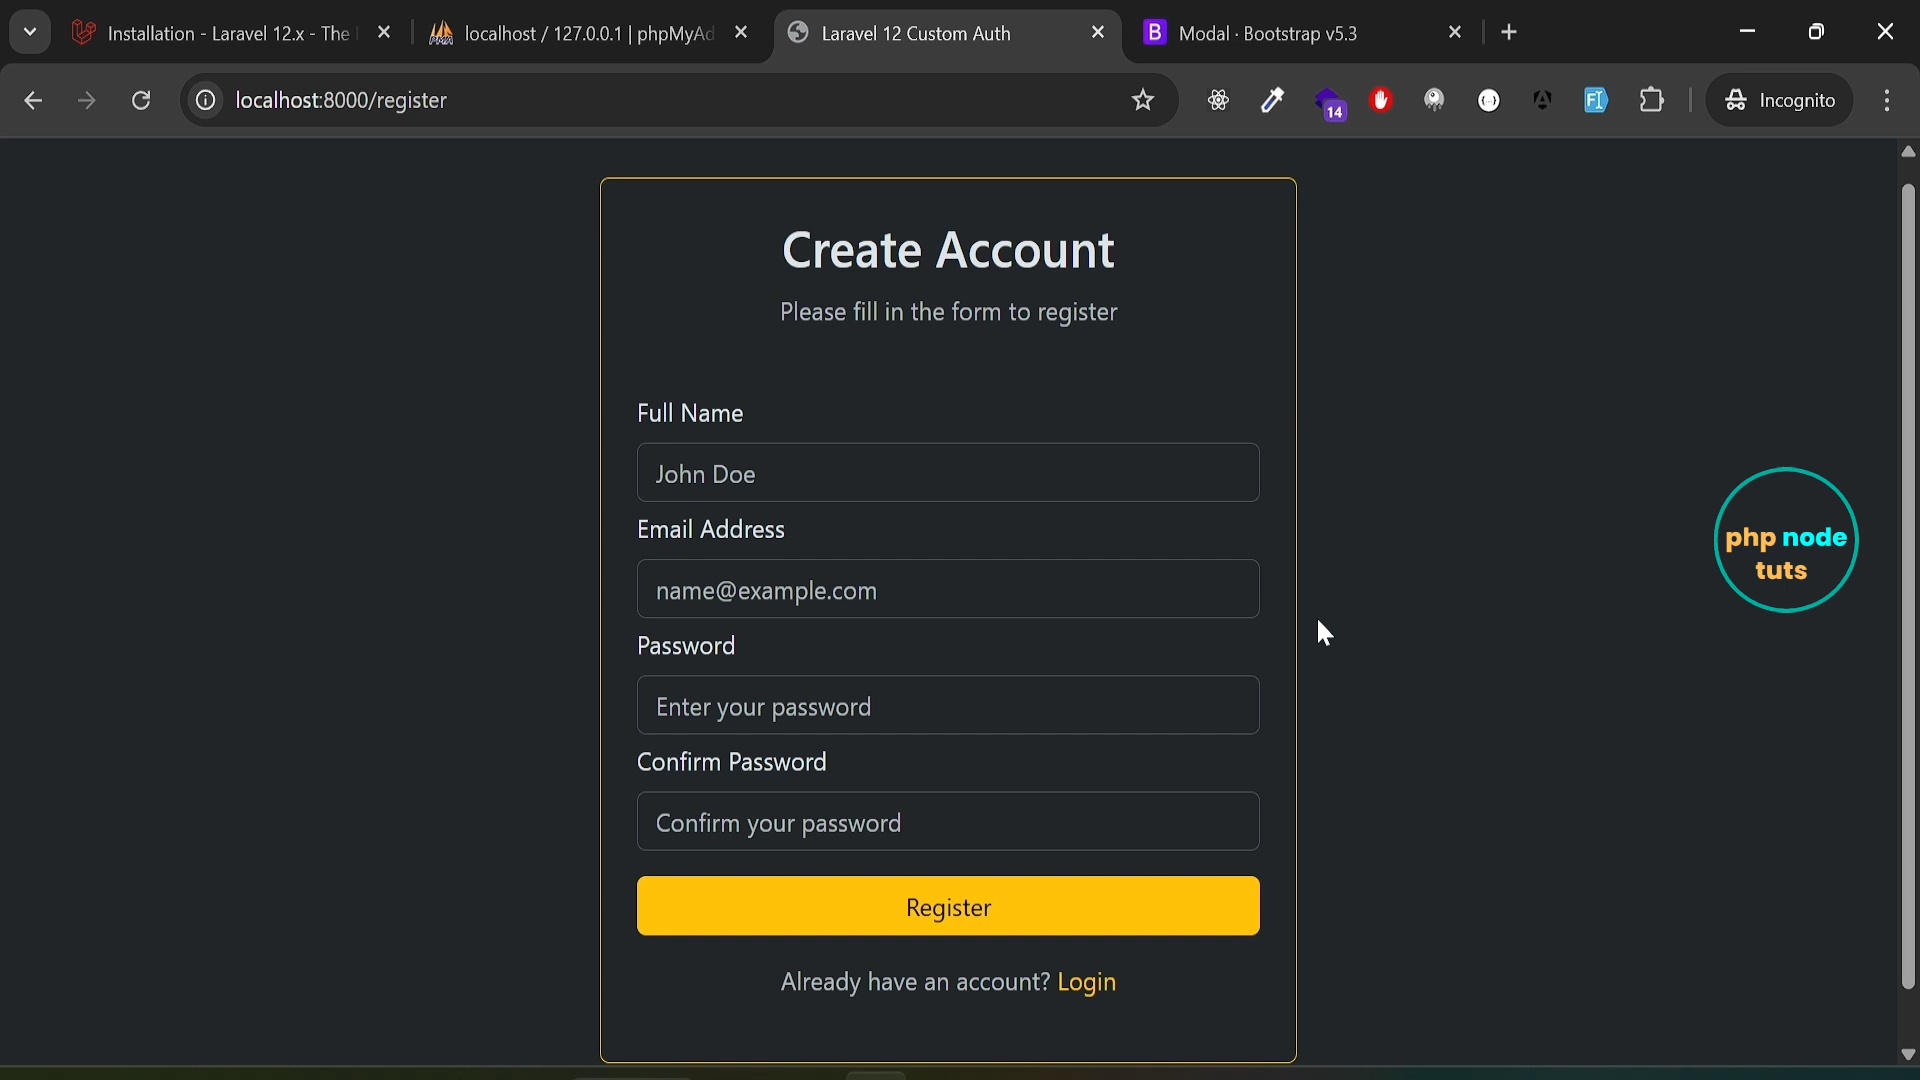 Installation - Laravel 12.x - The
localhost / 127.0.0.1 | phpMyAd
Laravel 12 Custom Auth
B
Modal · Bootstrap v5.3
localhost:8000/register
14
FI
Incognito
Create Account
Please fill in the form to register
Full Name
John Doe
Email Address
name@example.com
Password
Enter your password
Confirm Password
Confirm your password
Register
Already have an account? Login
php node
tuts